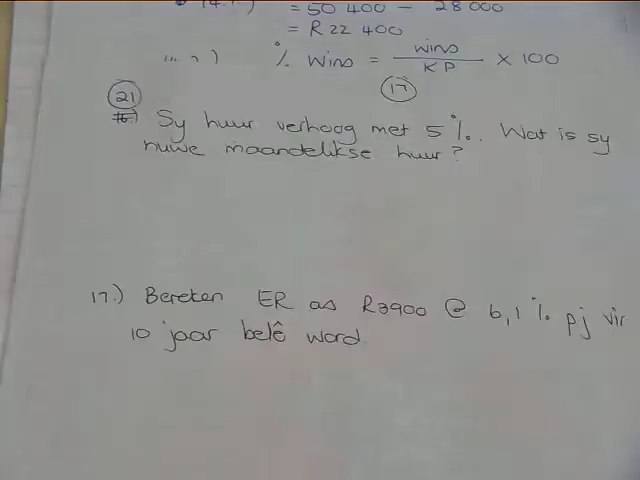 = 50 400 - 28 000
= R 22 400
% wins = wins / KP × 100
(17)
(21)
Sy huur verhoog met 5%. Wat is sy
nuwe maandelikse huur?
17.) Bereken ER as R3900 @ 6,1% pj vir
10 jaar belê word.